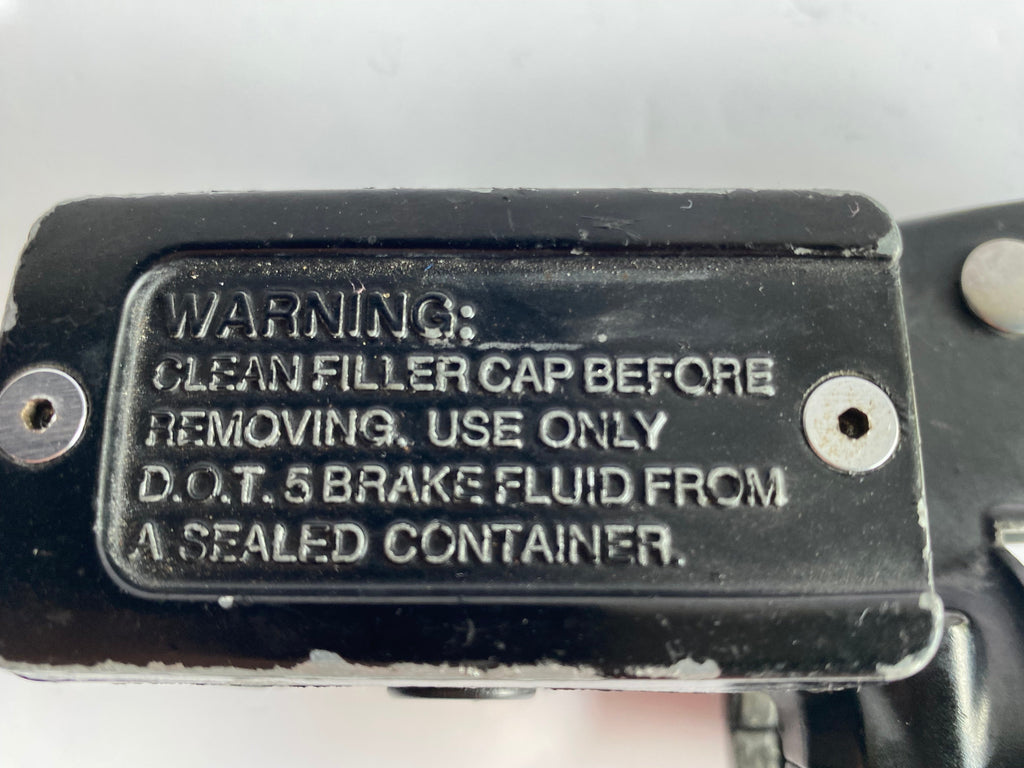 WARNING:
CLEAN FILLER CAP BEFORE
REMOVING. USE ONLY
D.O.T. 5 BRAKE FLUID FROM
A SEALED CONTAINER.